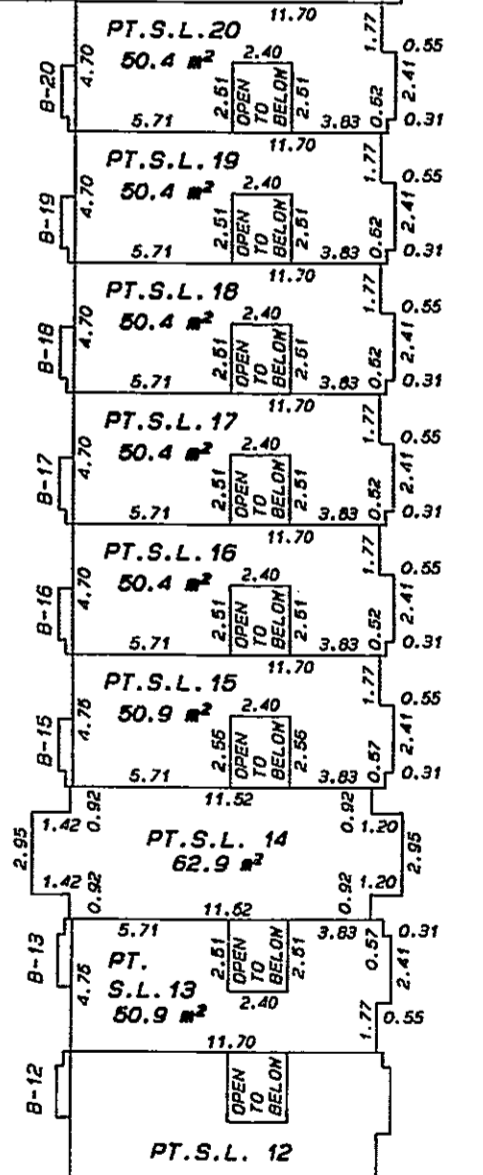 11.70
PT.S.L.20
50.4 m²
B-20
4.70
5.71
2.40
2.51
OPEN
TO
BELOW
2.51
3.83
1.77
0.55
2.41
0.52
0.31
11.70
PT.S.L.19
50.4 m²
B-19
4.70
5.71
2.40
2.51
OPEN
TO
BELOW
2.51
3.83
1.77
0.55
2.41
0.52
0.31
11.70
PT.S.L.18
50.4 m²
B-18
4.70
5.71
2.40
2.51
OPEN
TO
BELOW
2.51
3.83
1.77
0.55
2.41
0.52
0.31
11.70
PT.S.L.17
50.4 m²
B-17
4.70
5.71
2.40
2.51
OPEN
TO
BELOW
2.51
3.83
1.77
0.55
2.41
0.52
0.31
11.70
PT.S.L.16
50.4 m²
B-16
4.70
5.71
2.40
2.51
OPEN
TO
BELOW
2.51
3.83
1.77
0.55
2.41
0.52
0.31
11.70
PT.S.L.15
50.9 m²
B-15
4.75
5.71
2.40
2.55
OPEN
TO
BELOW
2.55
3.83
1.77
0.55
2.41
0.57
0.31
11.52
0.92
0.92
1.42
1.20
2.95
PT.S.L. 14
62.9 m²
2.95
1.42
1.20
0.92
0.92
11.52
5.71
3.83
0.31
B-13
4.75
PT.
S.L.13
50.9 m²
2.51
OPEN
TO
BELOW
2.51
2.40
0.57
2.41
1.77
0.55
11.70
B-12
OPEN
TO
BELOW
PT.S.L. 12